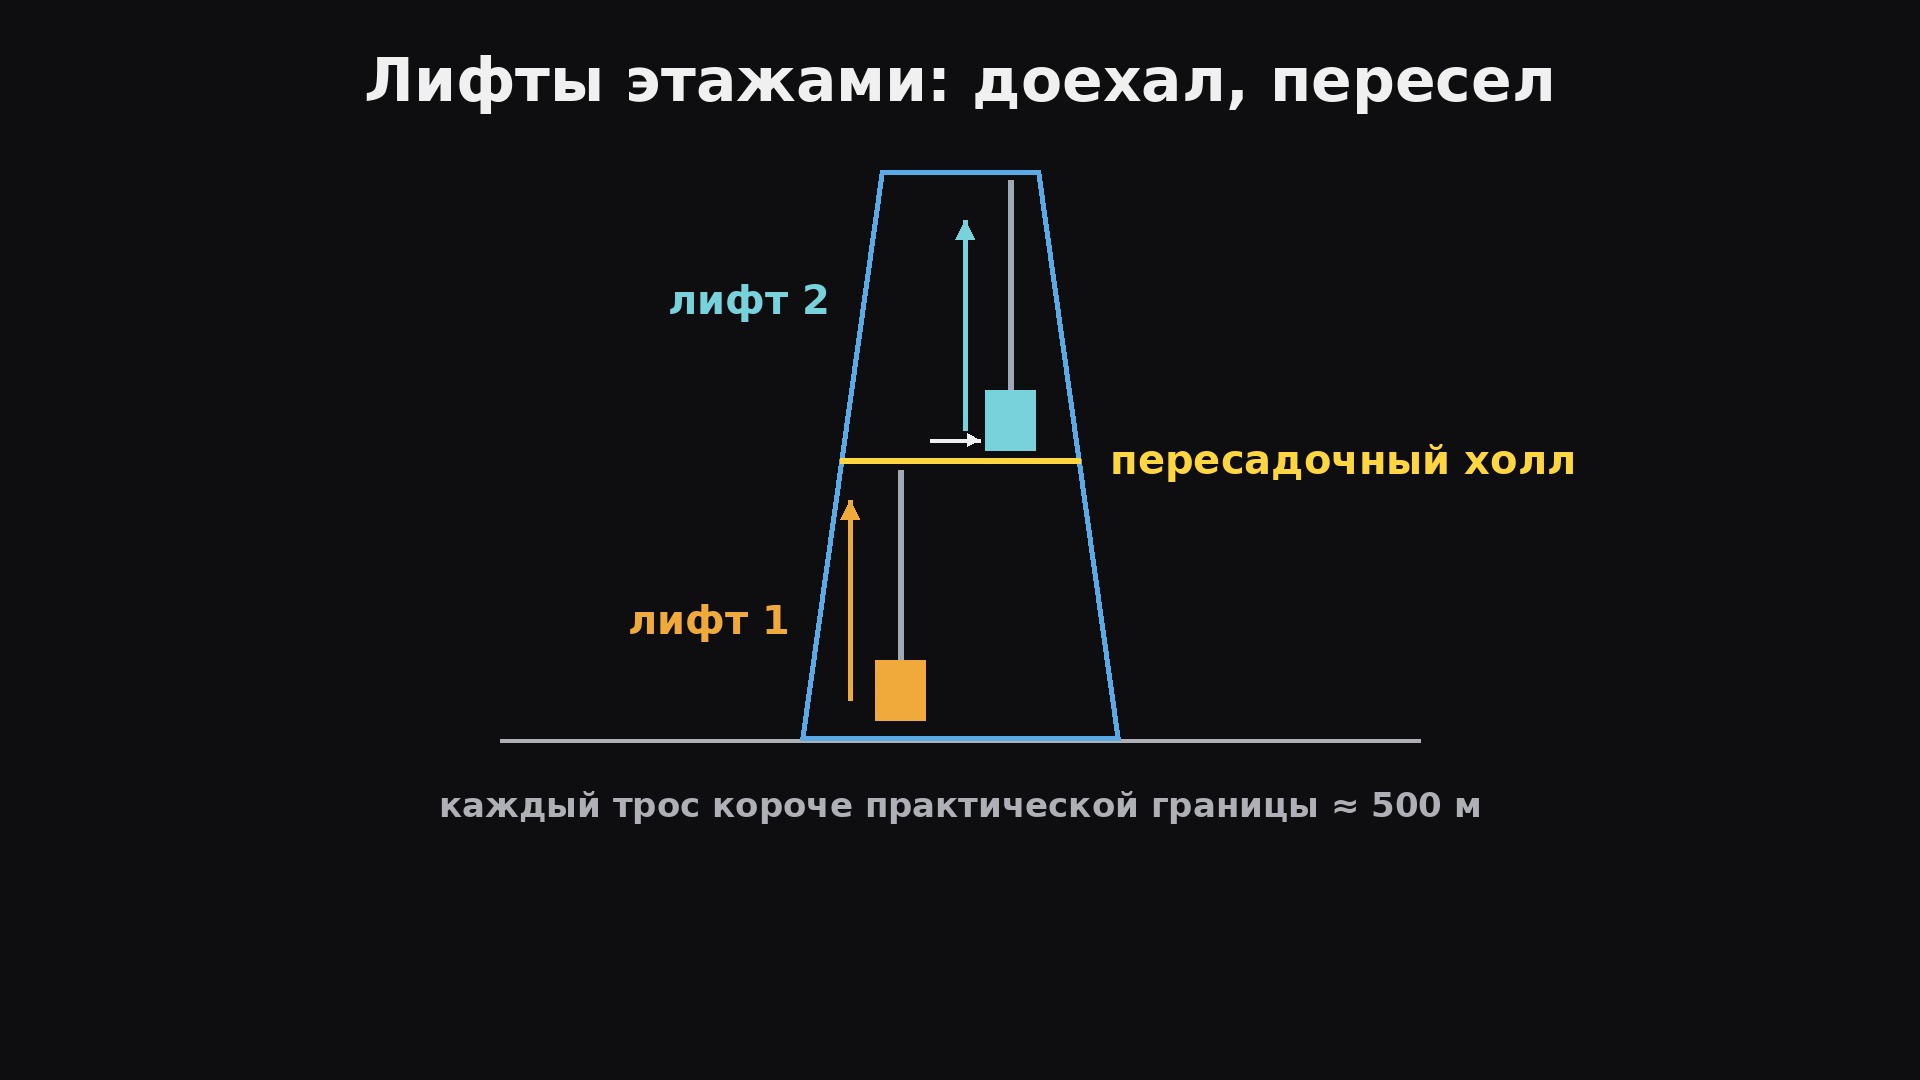 Лифты этажами: доехал, пересел
лифт 2
пересадочный холл
лифт 1
каждый трос короче практической границы ≈ 500 м